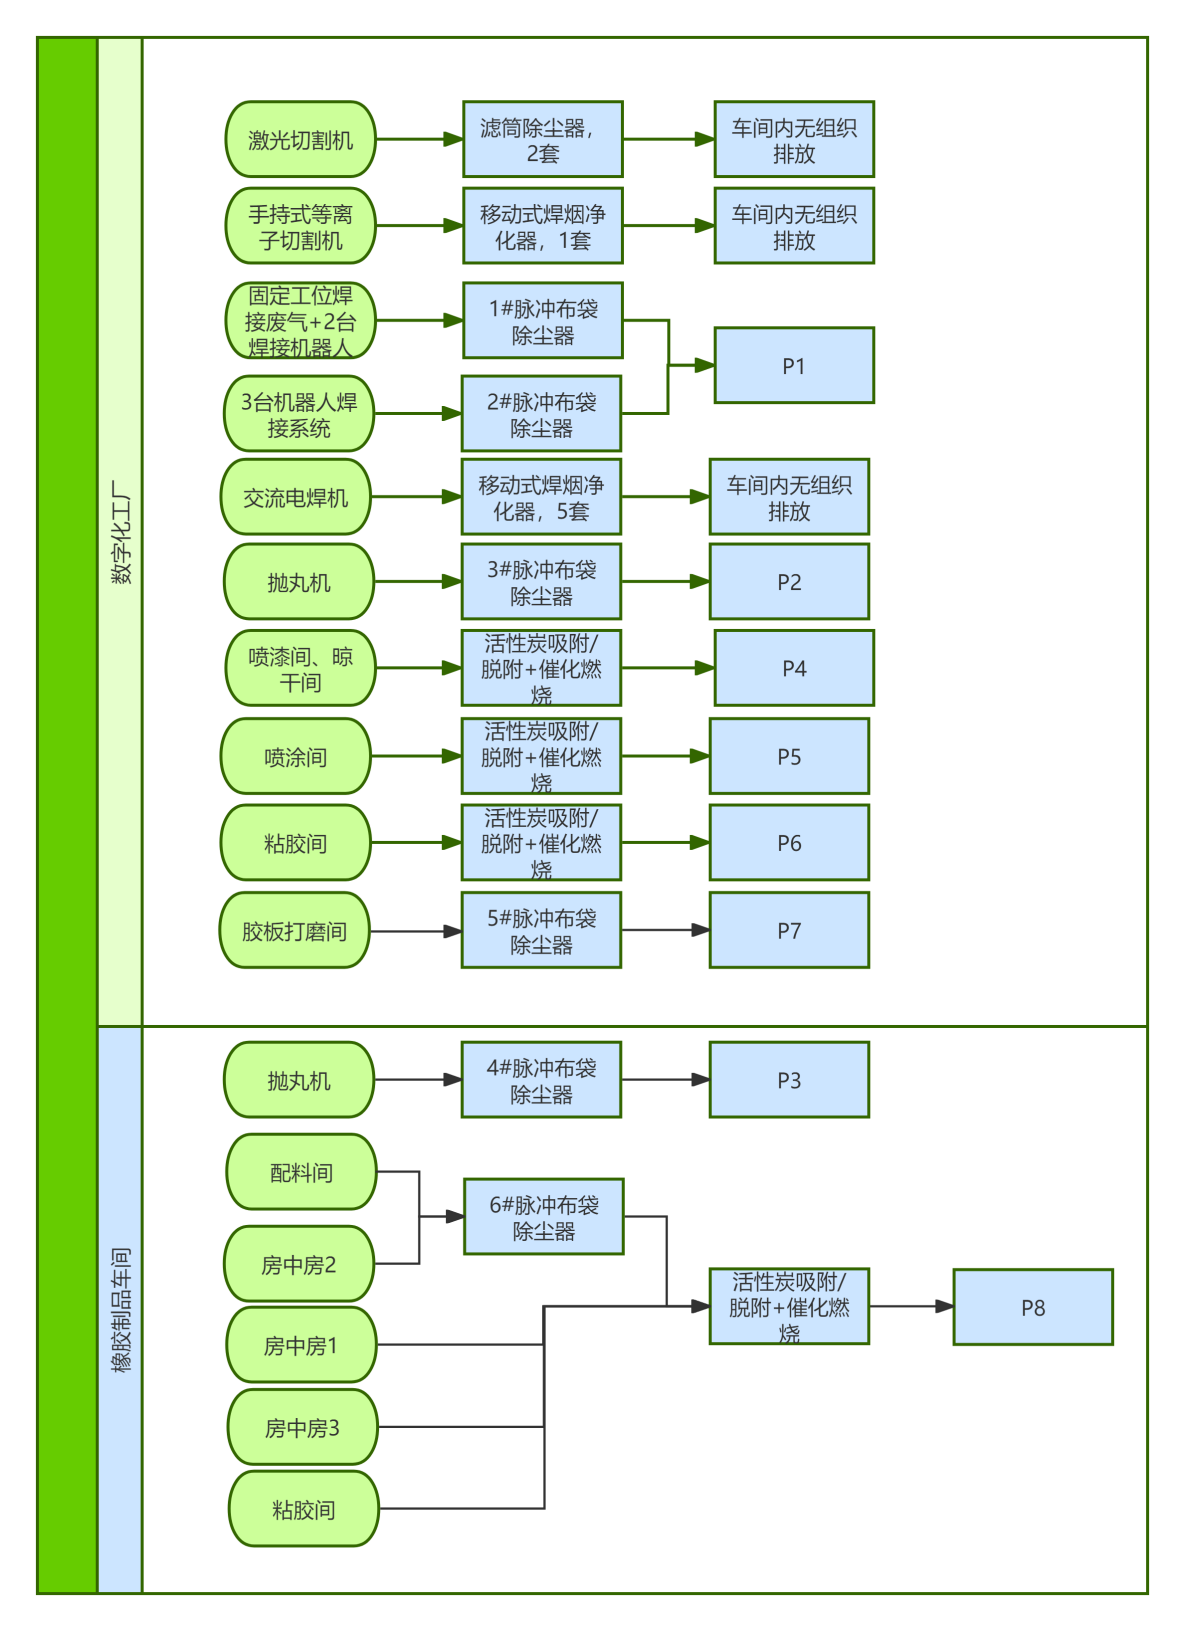 数字化工厂
激光切割机
滤筒除尘器，
2套
车间内无组织
排放
手持式等离
子切割机
移动式焊烟净
化器，1套
车间内无组织
排放
固定工位焊
接废气+2台
焊接机器人
1#脉冲布袋
除尘器
P1
3台机器人焊
接系统
2#脉冲布袋
除尘器
交流电焊机
移动式焊烟净
化器，5套
车间内无组织
排放
抛丸机
3#脉冲布袋
除尘器
P2
喷漆间、晾
干间
活性炭吸附/
脱附+催化燃
烧
P4
喷涂间
活性炭吸附/
脱附+催化燃
烧
P5
粘胶间
活性炭吸附/
脱附+催化燃
烧
P6
胶板打磨间
5#脉冲布袋
除尘器
P7
橡胶制品车间
抛丸机
4#脉冲布袋
除尘器
P3
配料间
6#脉冲布袋
除尘器
房中房2
活性炭吸附/
脱附+催化燃
烧
P8
房中房1
房中房3
粘胶间